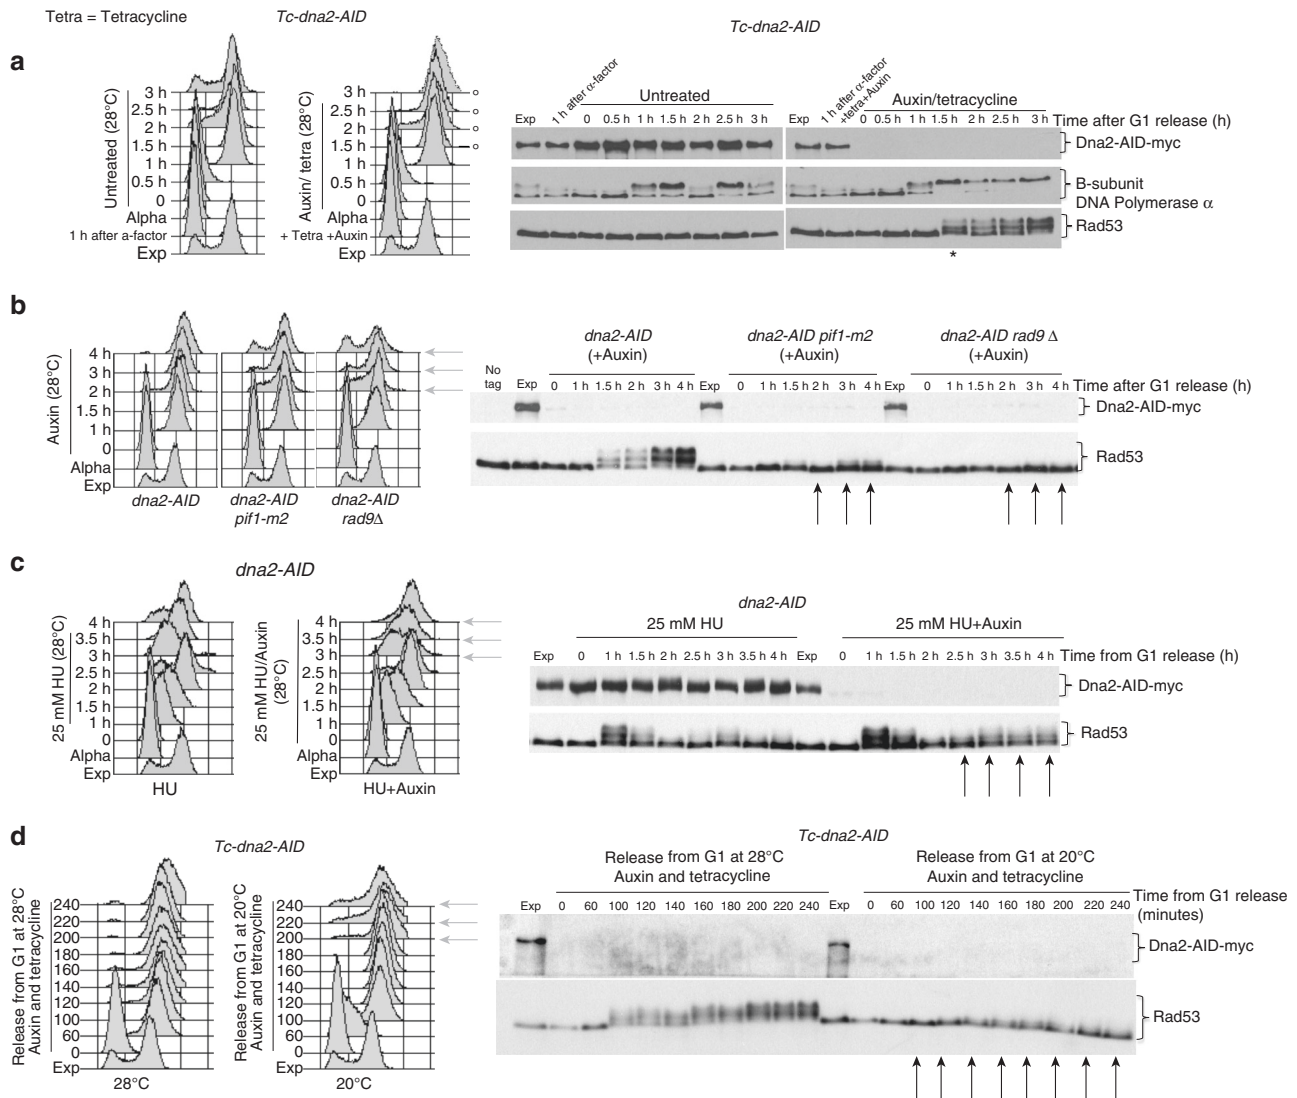 Tetra = Tetracycline
Tc-dna2-AID
Tc-dna2-AID
a
Untreated (28°C)
3 h
2.5 h
2 h
1.5 h
1 h
0.5 h
0
Alpha
1 h after a-factor
Exp
Auxin/ tetra (28°C)
3 h
2.5 h
2 h
1.5 h
1 h
0.5 h
0
Alpha
+ Tetra +Auxin
Exp
Untreated
Exp 1 h after α-factor 0 0.5 h 1 h 1.5 h 2 h 2.5 h 3 h
Auxin/tetracycline
Exp 1 h after α-factor +tetra+Auxin 0 0.5 h 1 h 1.5 h 2 h 2.5 h 3 h Time after G1 release (h)
Dna2-AID-myc
B-subunit
DNA Polymerase α
Rad53
*
b
Auxin (28°C)
4 h
3 h
2 h
1.5 h
1 h
0
Alpha
Exp
dna2-AID
dna2-AID
pif1-m2
dna2-AID
rad9Δ
dna2-AID
(+Auxin)
dna2-AID pif1-m2
(+Auxin)
dna2-AID rad9 Δ
(+Auxin)
No
tag
Exp 0 1 h 1.5 h 2 h 3 h 4 h Exp 0 1 h 1.5 h 2 h 3 h 4 h Exp 0 1 h 1.5 h 2 h 3 h 4 h Time after G1 release (h)
Dna2-AID-myc
Rad53
c
dna2-AID
25 mM HU (28°C)
4 h
3.5 h
3 h
2.5 h
2 h
1.5 h
1 h
0
Alpha
Exp
HU
25 mM HU/Auxin
(28°C)
4 h
3.5 h
3 h
2.5 h
2 h
1.5 h
1 h
0
Alpha
Exp
HU+Auxin
dna2-AID
25 mM HU
25 mM HU+Auxin
Exp 0 1 h 1.5 h 2 h 2.5 h 3 h 3.5 h 4 h Exp 0 1 h 1.5 h 2 h 2.5 h 3 h 3.5 h 4 h Time from G1 release (h)
Dna2-AID-myc
Rad53
d
Tc-dna2-AID
Release from G1 at 28°C
Auxin and tetracycline
240
220
200
180
160
140
120
100
60
0
Exp
28°C
Release from G1 at 20°C
Auxin and tetracycline
240
220
200
180
160
140
120
100
60
0
Exp
20°C
Tc-dna2-AID
Release from G1 at 28°C
Auxin and tetracycline
Release from G1 at 20°C
Auxin and tetracycline
Exp 0 60 100 120 140 160 200 220 240 Exp 0 60 100 120 140 160 180 200 220 240 Time from G1 release
(minutes)
Dna2-AID-myc
Rad53